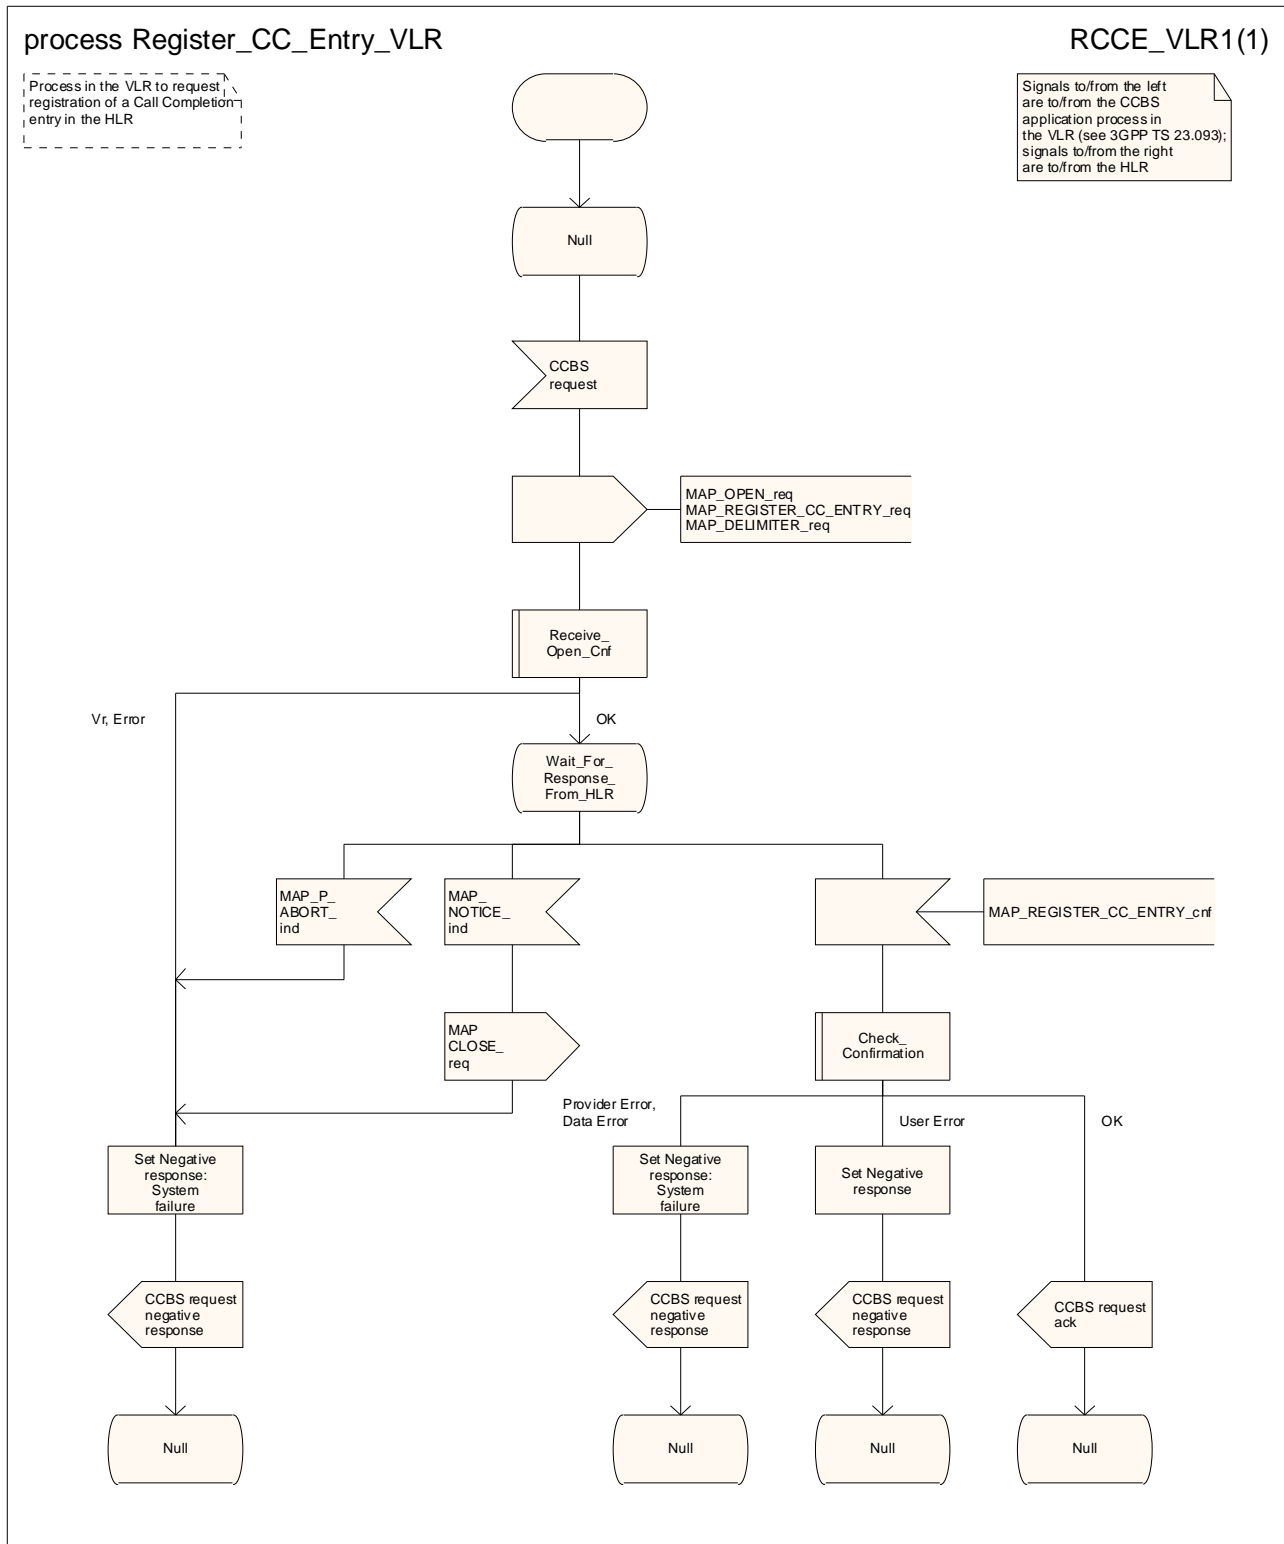 process Register_CC_Entry_VLR
RCCE_VLR1(1)
Process in the VLR to request
registration of a Call Completion
entry in the HLR
Signals to/from the left
are to/from the CCBS
application process in
the VLR (see 3GPP TS 23.093);
signals to/from the right
are to/from the HLR
Null
CCBS
request
MAP_OPEN_req
MAP_REGISTER_CC_ENTRY_req
MAP_DELIMITER_req
Receive_
Open_Cnf
Vr, Error
OK
Wait_For_
Response_
From_HLR
MAP_P_
ABORT_
ind
MAP_
NOTICE_
ind
MAP_REGISTER_CC_ENTRY_cnf
MAP
CLOSE_
req
Check_
Confirmation
Provider Error,
Data Error
User Error
OK
Set Negative
response:
System
failure
Set Negative
response:
System
failure
Set Negative
response
CCBS request
negative
response
CCBS request
negative
response
CCBS request
negative
response
CCBS request
ack
Null
Null
Null
Null